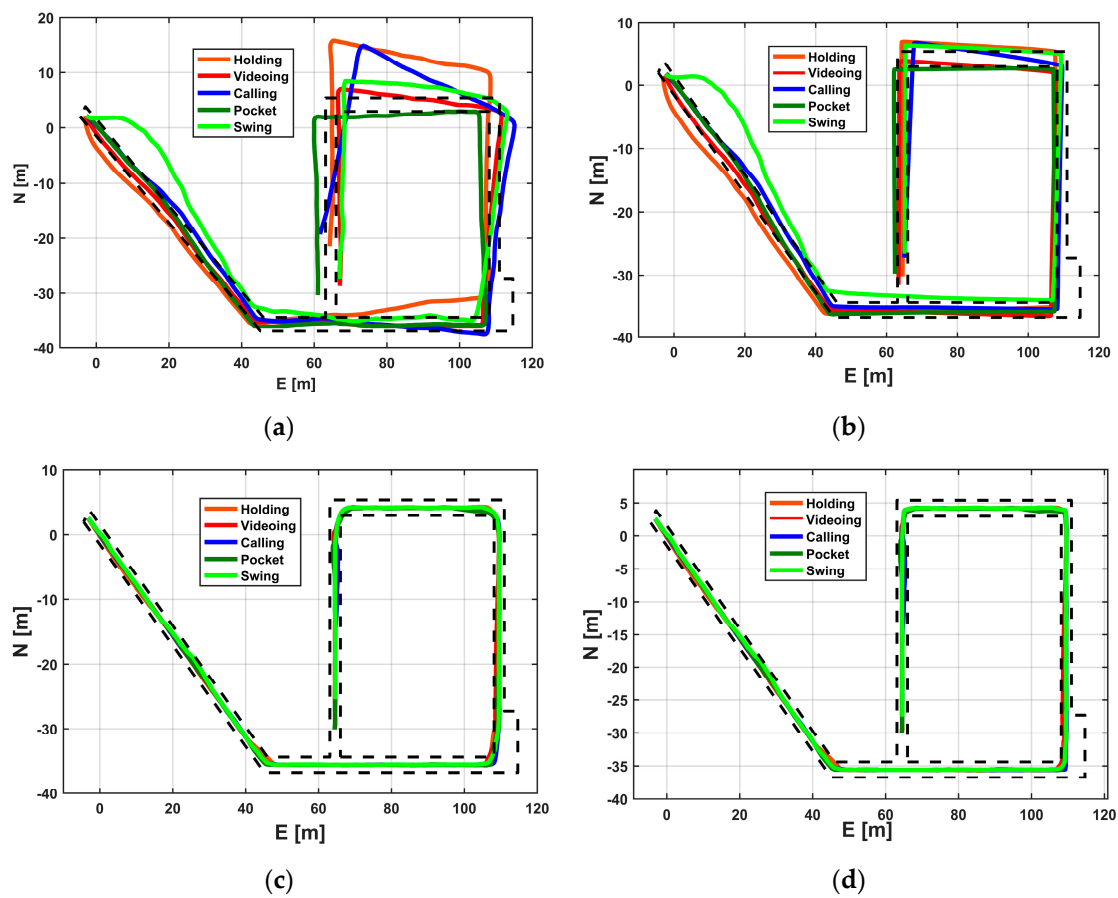 20
10
0
-10
-20
-30
-40
N [m]
Holding
Videoing
Calling
Pocket
Swing
0 20 40 60 80 100 120
E [m]
(a)
10
0
-10
-20
-30
-40
N [m]
Holding
Videoing
Calling
Pocket
Swing
0 20 40 60 80 100 120
E [m]
(b)
10
0
-10
-20
-30
-40
N [m]
Holding
Videoing
Calling
Pocket
Swing
0 20 40 60 80 100 120
E [m]
(c)
5
0
-5
-10
-15
-20
-25
-30
-35
-40
N [m]
Holding
Videoing
Calling
Pocket
Swing
0 20 40 60 80 100 120
E [m]
(d)